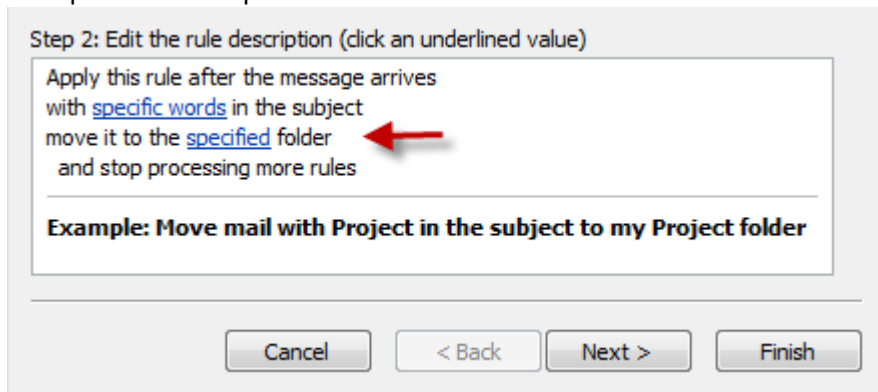 Step 2: Edit the rule description (click an underlined value)
Apply this rule after the message arrives
with specific words in the subject
move it to the specified folder
and stop processing more rules
Example: Move mail with Project in the subject to my Project folder
Cancel
< Back
Next >
Finish